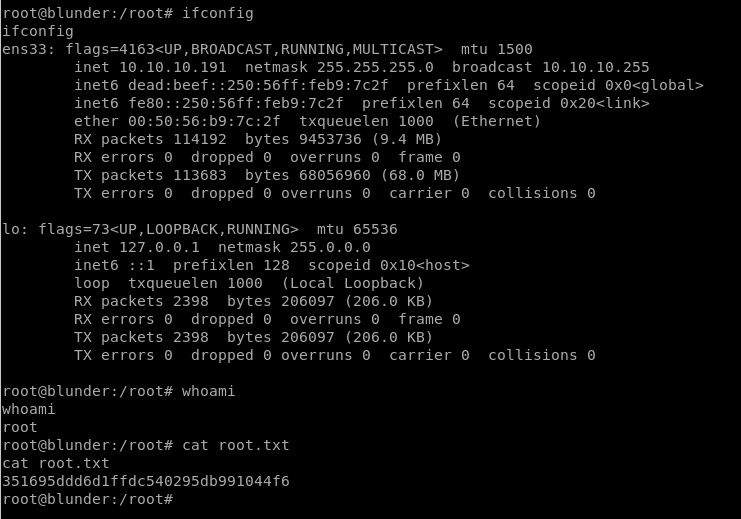 root@blunder:/root# ifconfig
ifconfig
ens33: flags=4163<UP,BROADCAST,RUNNING,MULTICAST>  mtu 1500
        inet 10.10.10.191  netmask 255.255.255.0  broadcast 10.10.10.255
        inet6 dead:beef::250:56ff:feb9:7c2f  prefixlen 64  scopeid 0x0<global>
        inet6 fe80::250:56ff:feb9:7c2f  prefixlen 64  scopeid 0x20<link>
        ether 00:50:56:b9:7c:2f  txqueuelen 1000  (Ethernet)
        RX packets 114192  bytes 9453736 (9.4 MB)
        RX errors 0  dropped 0  overruns 0  frame 0
        TX packets 113683  bytes 68056960 (68.0 MB)
        TX errors 0  dropped 0 overruns 0  carrier 0  collisions 0

lo: flags=73<UP,LOOPBACK,RUNNING>  mtu 65536
        inet 127.0.0.1  netmask 255.0.0.0
        inet6 ::1  prefixlen 128  scopeid 0x10<host>
        loop  txqueuelen 1000  (Local Loopback)
        RX packets 2398  bytes 206097 (206.0 KB)
        RX errors 0  dropped 0  overruns 0  frame 0
        TX packets 2398  bytes 206097 (206.0 KB)
        TX errors 0  dropped 0 overruns 0  carrier 0  collisions 0

root@blunder:/root# whoami
whoami
root
root@blunder:/root# cat root.txt
cat root.txt
351695ddd6d1ffdc540295db991044f6
root@blunder:/root#